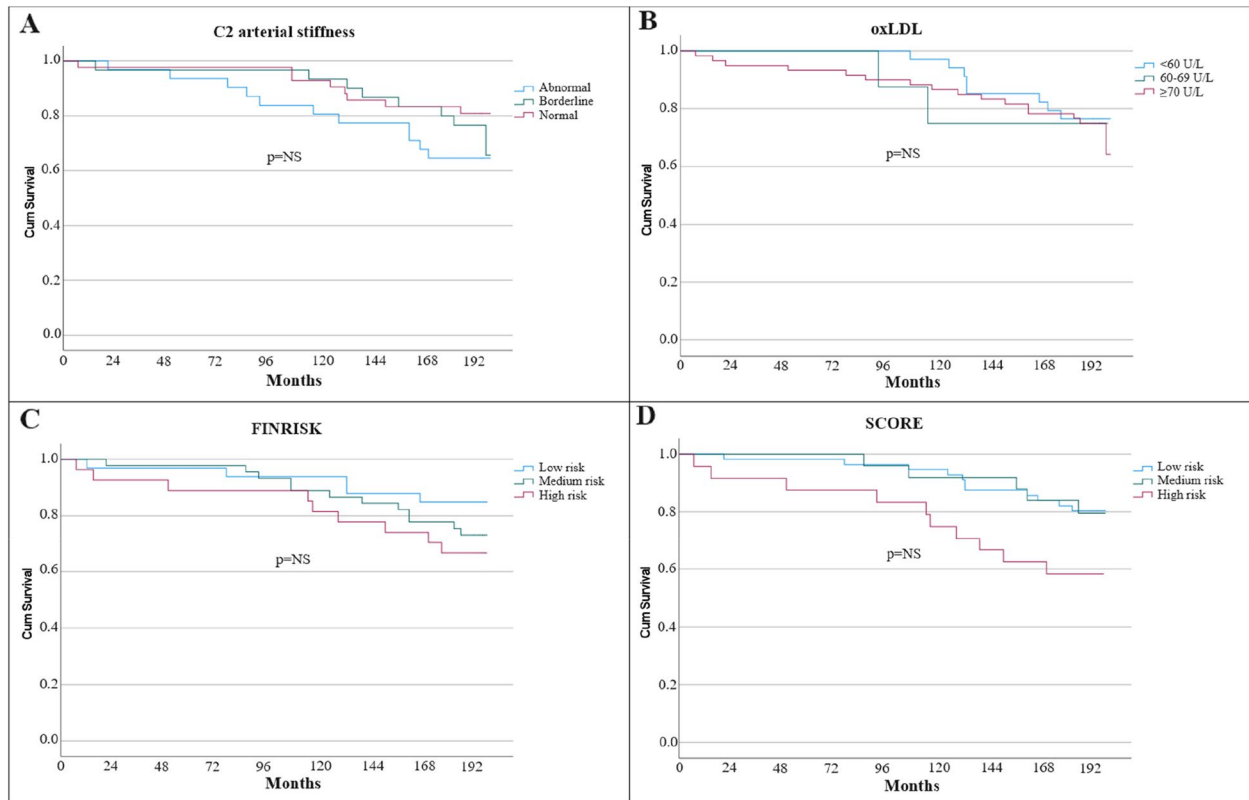 A
C2 arterial stiffness
1.0
0.8
0.6
0.4
0.2
0.0
Cum Survival
Abnormal
Borderline
Normal
p=NS
0 24 48 72 96 120 144 168 192
Months
B
oxLDL
1.0
0.8
0.6
0.4
0.2
0.0
Cum Survival
<60 U/L
60-69 U/L
≥70 U/L
p=NS
0 24 48 72 96 120 144 168 192
Months
C
FINRISK
1.0
0.8
0.6
0.4
0.2
0.0
Cum Survival
Low risk
Medium risk
High risk
p=NS
0 24 48 72 96 120 144 168 192
Months
D
SCORE
1.0
0.8
0.6
0.4
0.2
0.0
Cum Survival
Low risk
Medium risk
High risk
p=NS
0 24 48 72 96 120 144 168 192
Months